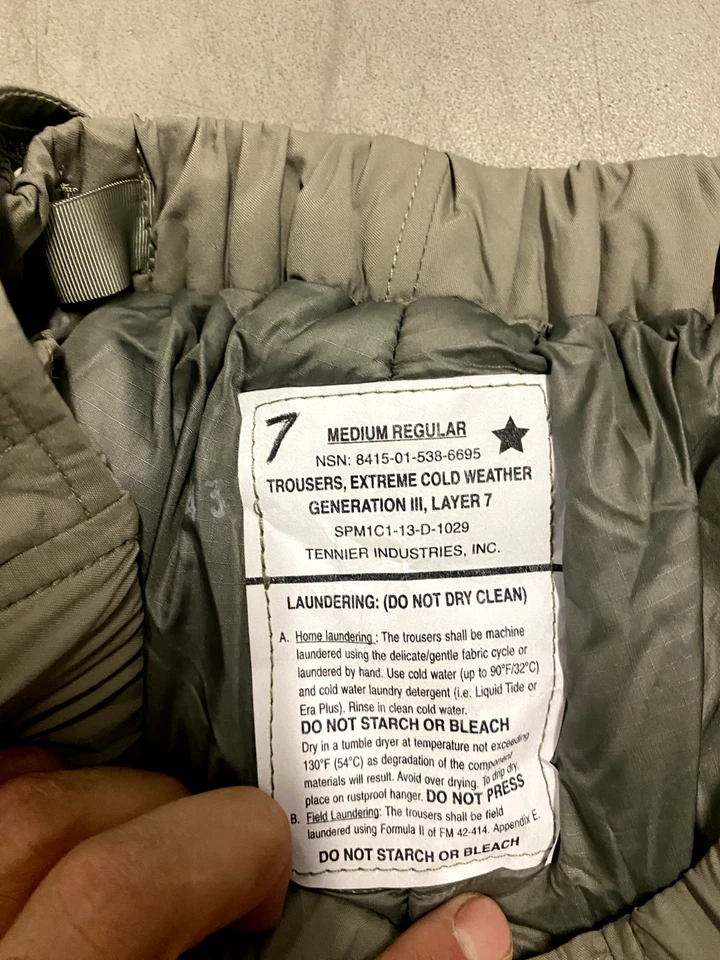 7
MEDIUM REGULAR
NSN: 8415-01-538-6695
TROUSERS, EXTREME COLD WEATHER
GENERATION III, LAYER 7
SPM1C1-13-D-1029
TENNIER INDUSTRIES, INC.
LAUNDERING: (DO NOT DRY CLEAN)
A. Home laundering : The trousers shall be machine
laundered using the delicate/gentle fabric cycle or
laundered by hand. Use cold water (up to 90°F/32°C)
and cold water laundry detergent (i.e. Liquid Tide or
Era Plus). Rinse in clean cold water.
DO NOT STARCH OR BLEACH
Dry in a tumble dryer at temperature not exceeding
130°F (54°C) as degradation of the component
materials will result. Avoid over drying. To drip dry,
place on rustproof hanger. DO NOT PRESS
B. Field Laundering: The trousers shall be field
laundered using Formula II of FM 42-414. Appendix E.
DO NOT STARCH OR BLEACH